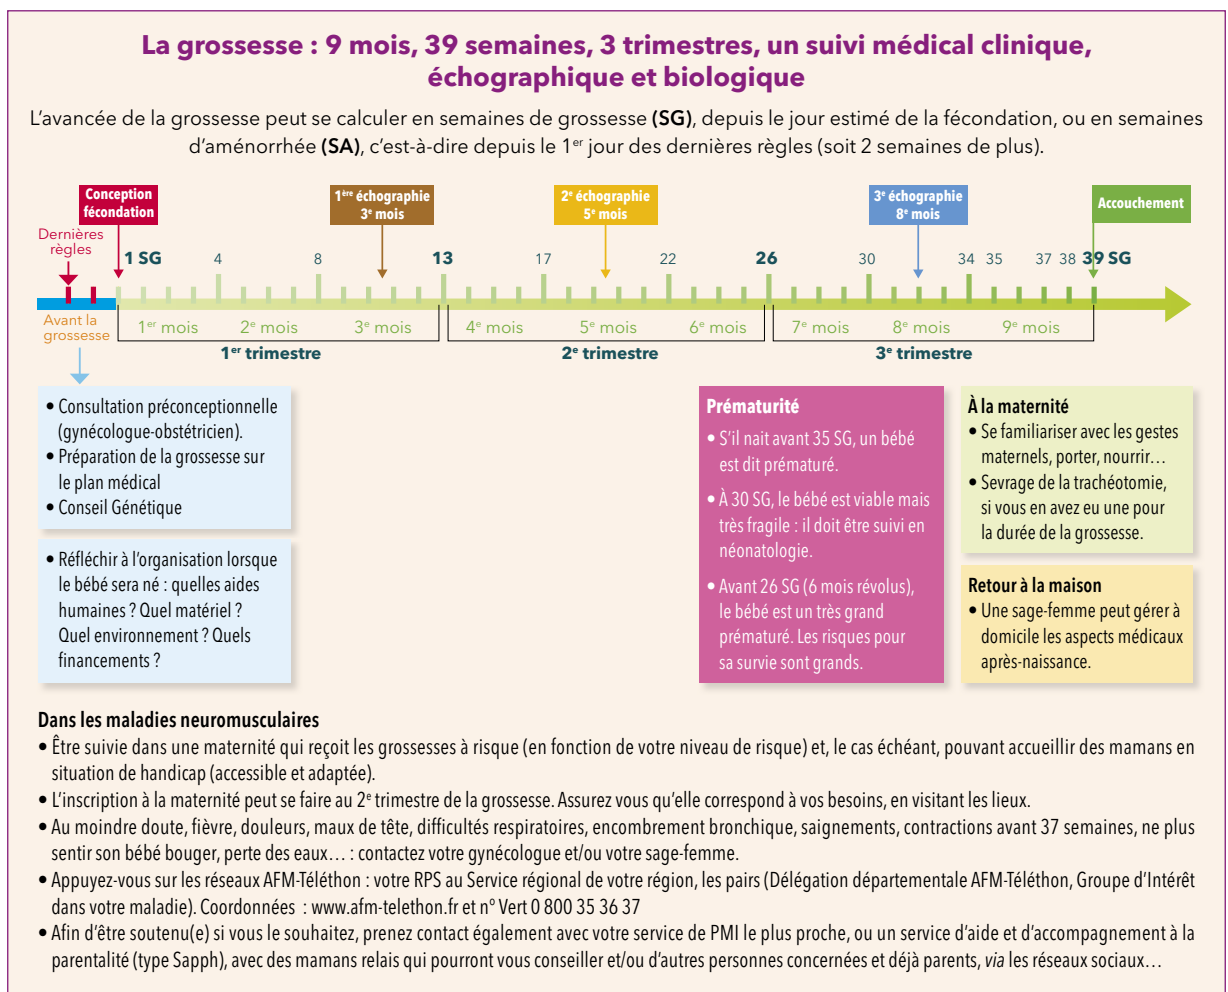 La grossesse : 9 mois, 39 semaines, 3 trimestres, un suivi médical clinique,
échographique et biologique
L'avancée de la grossesse peut se calculer en semaines de grossesse (SG), depuis le jour estimé de la fécondation, ou en semaines
d'aménorrhée (SA), c'est-à-dire depuis le 1er jour des dernières règles (soit 2 semaines de plus).
Conception
fécondation
1ère échographie
3e mois
2e échographie
5e mois
3e échographie
8e mois
Accouchement
Dernières
règles
1 SG
4
8
13
17
22
26
30
34
35
37
38
39 SG
Avant la
grossesse
1er mois
2e mois
3e mois
4e mois
5e mois
6e mois
7e mois
8e mois
9e mois
1er trimestre
2e trimestre
3e trimestre
• Consultation préconceptionnelle
(gynécologue-obstétricien).
• Préparation de la grossesse sur
le plan médical
• Conseil Génétique
• Réfléchir à l'organisation lorsque
le bébé sera né : quelles aides
humaines ? Quel matériel ?
Quel environnement ? Quels
financements ?
Prématurité
• S'il nait avant 35 SG, un bébé
est dit prématuré.
• À 30 SG, le bébé est viable mais
très fragile : il doit être suivi en
néonatologie.
• Avant 26 SG (6 mois révolus),
le bébé est un très grand
prématuré. Les risques pour
sa survie sont grands.
À la maternité
• Se familiariser avec les gestes
maternels, porter, nourrir…
• Sevrage de la trachéotomie,
si vous en avez eu une pour
la durée de la grossesse.
Retour à la maison
• Une sage-femme peut gérer à
domicile les aspects médicaux
après-naissance.
Dans les maladies neuromusculaires
• Être suivie dans une maternité qui reçoit les grossesses à risque (en fonction de votre niveau de risque) et, le cas échéant, pouvant accueillir des mamans en
situation de handicap (accessible et adaptée).
• L'inscription à la maternité peut se faire au 2e trimestre de la grossesse. Assurez vous qu'elle correspond à vos besoins, en visitant les lieux.
• Au moindre doute, fièvre, douleurs, maux de tête, difficultés respiratoires, encombrement bronchique, saignements, contractions avant 37 semaines, ne plus
sentir son bébé bouger, perte des eaux… : contactez votre gynécologue et/ou votre sage-femme.
• Appuyez-vous sur les réseaux AFM-Téléthon : votre RPS au Service régional de votre région, les pairs (Délégation départementale AFM-Téléthon, Groupe d'Intérêt
dans votre maladie). Coordonnées : www.afm-telethon.fr et n° Vert 0 800 35 36 37
• Afin d'être soutenu(e) si vous le souhaitez, prenez contact également avec votre service de PMI le plus proche, ou un service d'aide et d'accompagnement à la
parentalité (type Sapph), avec des mamans relais qui pourront vous conseiller et/ou d'autres personnes concernées et déjà parents, via les réseaux sociaux…